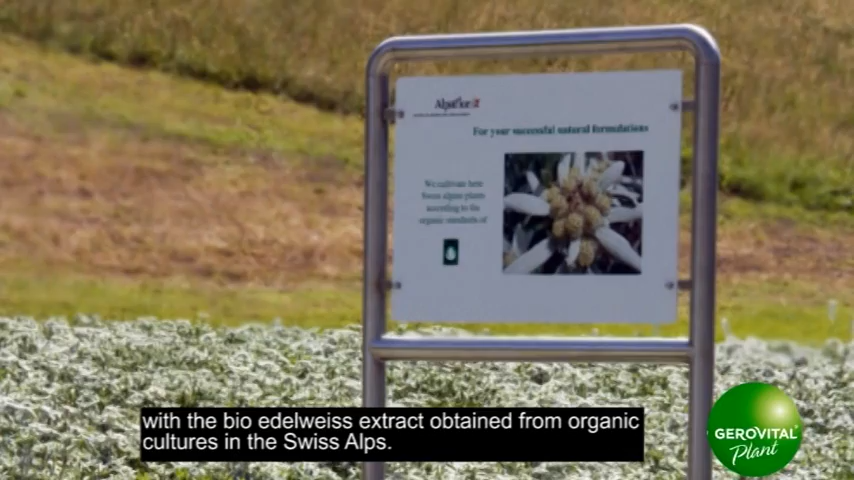 Alpaflor
For your successful natural formulations
We cultivate here
Swiss alpine plants
according to the
organic standards of
with the bio edelweiss extract obtained from organic
cultures in the Swiss Alps.
GEROVITAL
Plant